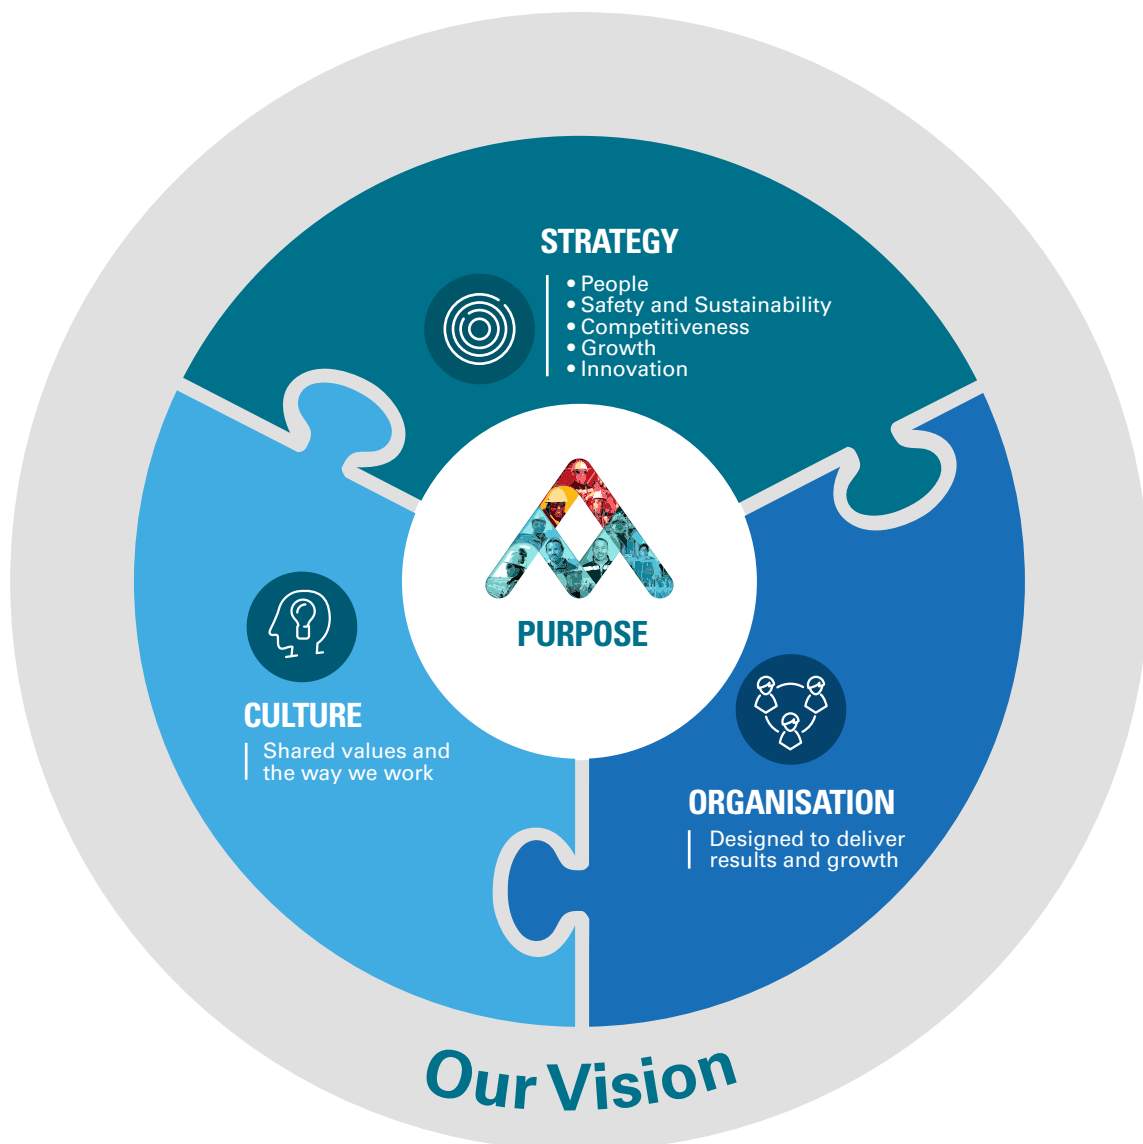 STRATEGY
• People
• Safety and Sustainability
• Competitiveness
• Growth
• Innovation
PURPOSE
CULTURE
Shared values and
the way we work
ORGANISATION
Designed to deliver
results and growth
Our Vision